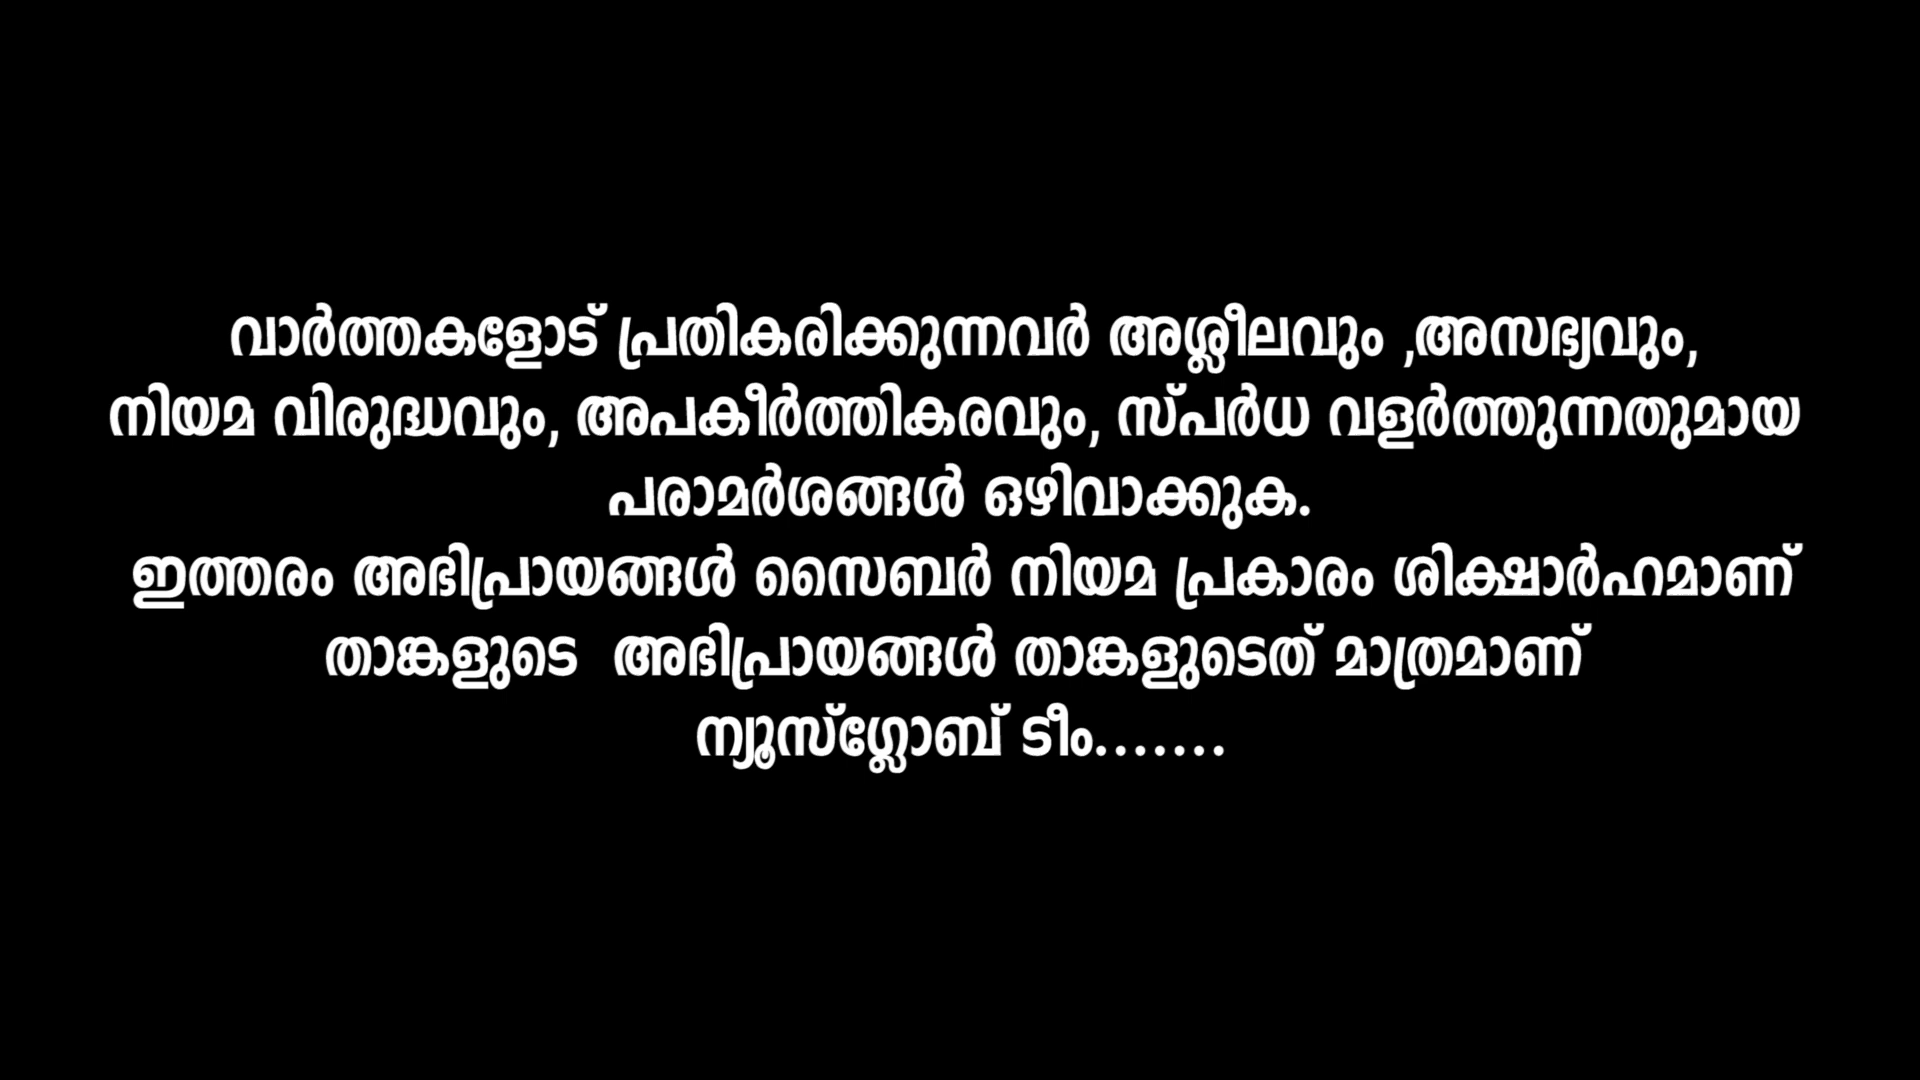 വാർത്തകളോട് പ്രതികരിക്കുന്നവർ അശ്ലീലവും ,അസഭ്യവും,
നിയമ വിരുദ്ധവും, അപകീർത്തികരവും, സ്പർധ വളർത്തുന്നതുമായ
പരാമർശങ്ങൾ ഒഴിവാക്കുക.
ഇത്തരം അഭിപ്രായങ്ങൾ സൈബർ നിയമ പ്രകാരം ശിക്ഷാർഹമാണ്
താങ്കളുടെ  അഭിപ്രായങ്ങൾ താങ്കളുടെത് മാത്രമാണ്
ന്യൂസ്ഗ്ലോബ് ടീം.......